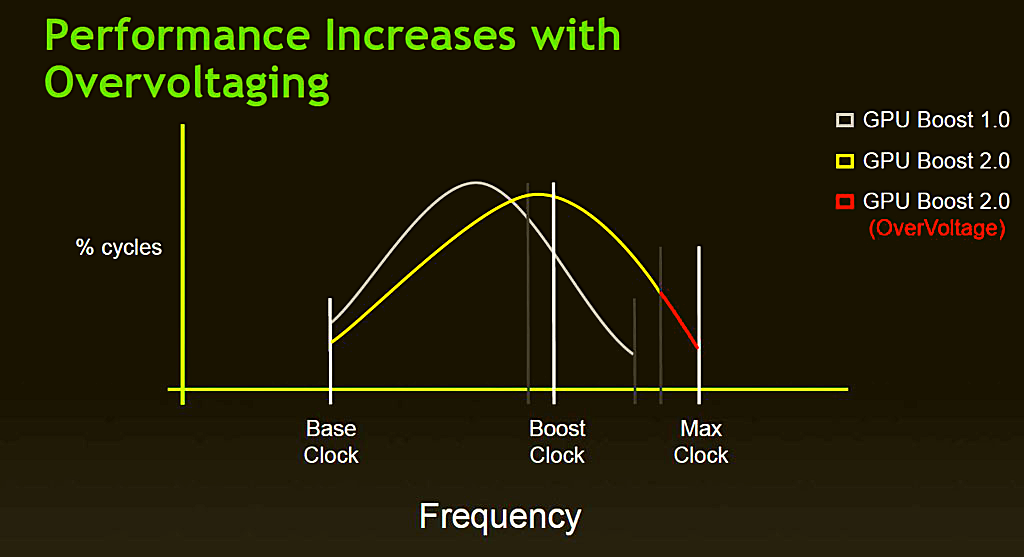 Performance Increases with
Overvoltaging
GPU Boost 1.0
GPU Boost 2.0
GPU Boost 2.0
(OverVoltage)
% cycles
Base
Clock
Boost
Clock
Max
Clock
Frequency